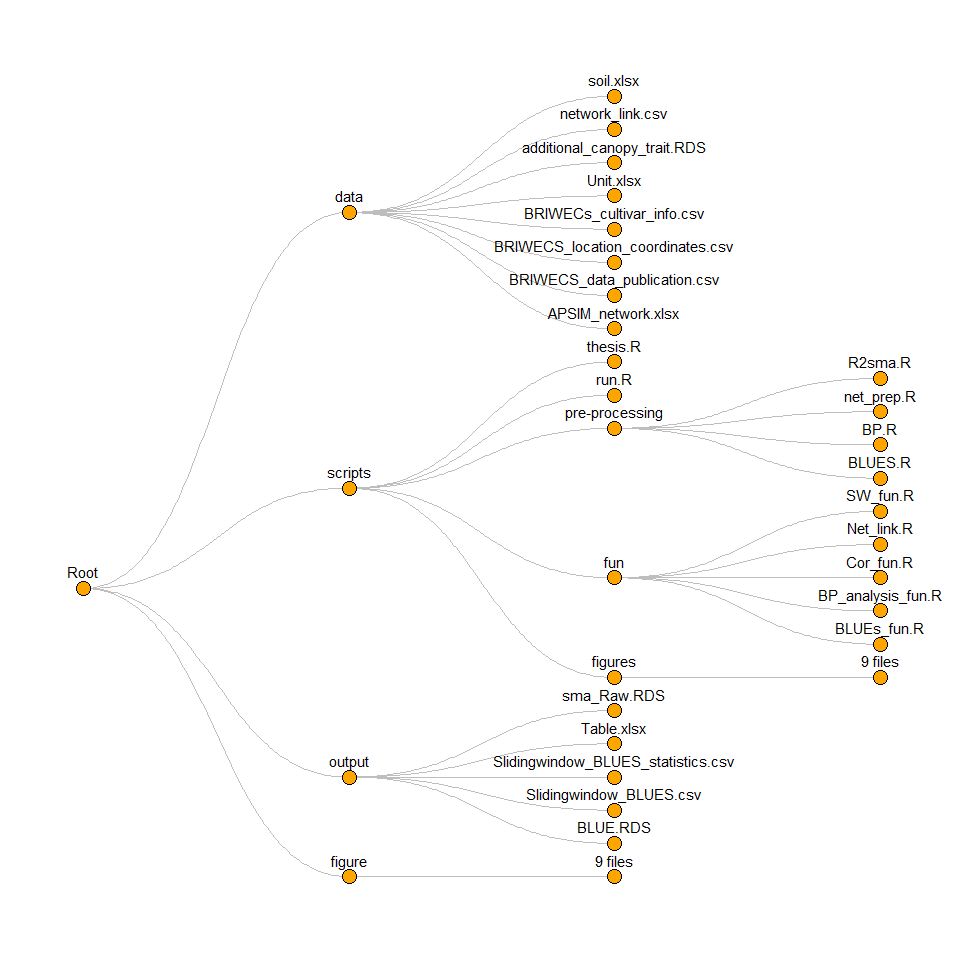 soil.xlsx
network_link.csv
additional_canopy_trait.RDS
Unit.xlsx
data
BRIWECs_cultivar_info.csv
BRIWECS_location_coordinates.csv
BRIWECS_data_publication.csv
APSIM_network.xlsx
thesis.R
R2sma.R
run.R
net_prep.R
pre-processing
BP.R
BLUES.R
scripts
SW_fun.R
Net_link.R
fun
Cor_fun.R
Root
BP_analysis_fun.R
BLUEs_fun.R
figures
9 files
sma_Raw.RDS
Table.xlsx
output
Slidingwindow_BLUES_statistics.csv
Slidingwindow_BLUES.csv
BLUE.RDS
figure
9 files